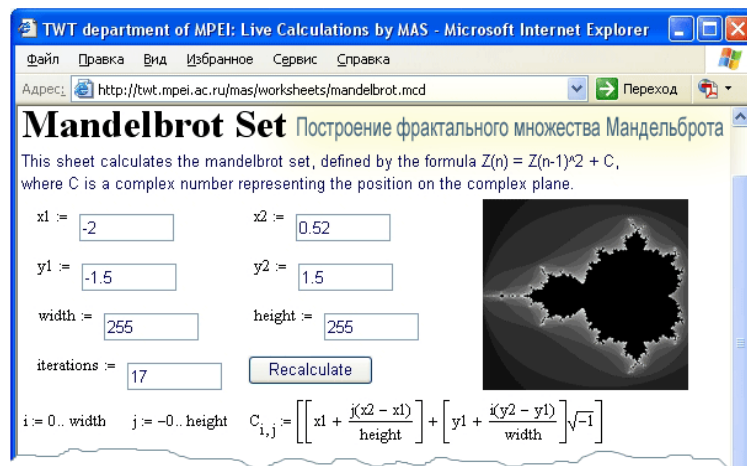 TWT department of MPEI: Live Calculations by MAS - Microsoft Internet Explorer
Файл Правка Вид Избранное Сервис Справка
Адрес: http://twt.mpei.ac.ru/mas/worksheets/mandelbrot.mcd Переход
Mandelbrot Set Построение фрактального множества Мандельброта
This sheet calculates the mandelbrot set, defined by the formula Z(n) = Z(n-1)^2 + C,
where C is a complex number representing the position on the complex plane.
x1 := -2 x2 := 0.52
y1 := -1.5 y2 := 1.5
width := 255 height := 255
iterations := 17 Recalculate
i := 0.. width j := -0.. height C i,j := [[x1 + j(x2 − x1)/height] + [y1 + i(y2 − y1)/width]√−1]